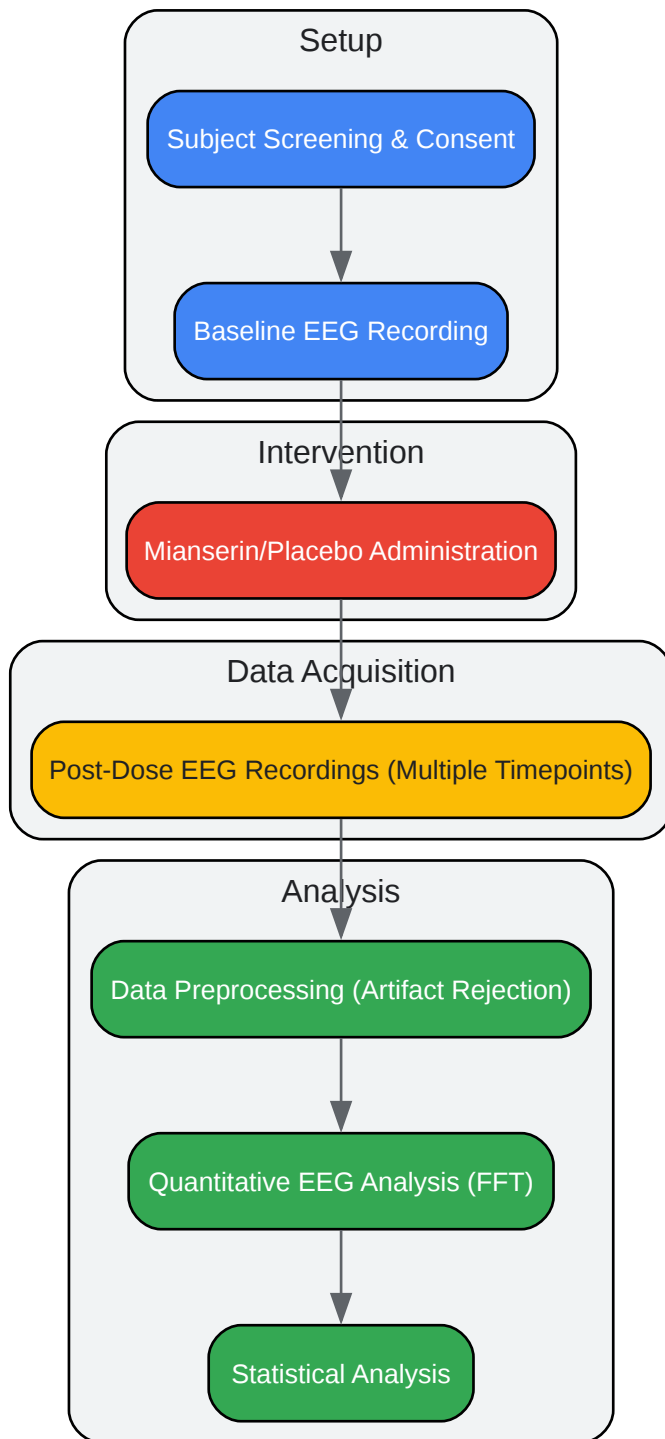 Setup
Subject Screening & Consent
Baseline EEG Recording
Intervention
Mianserin/Placebo Administration
Data Acquisition
Post-Dose EEG Recordings (Multiple Timepoints)
Analysis
Data Preprocessing (Artifact Rejection)
Quantitative EEG Analysis (FFT)
Statistical Analysis